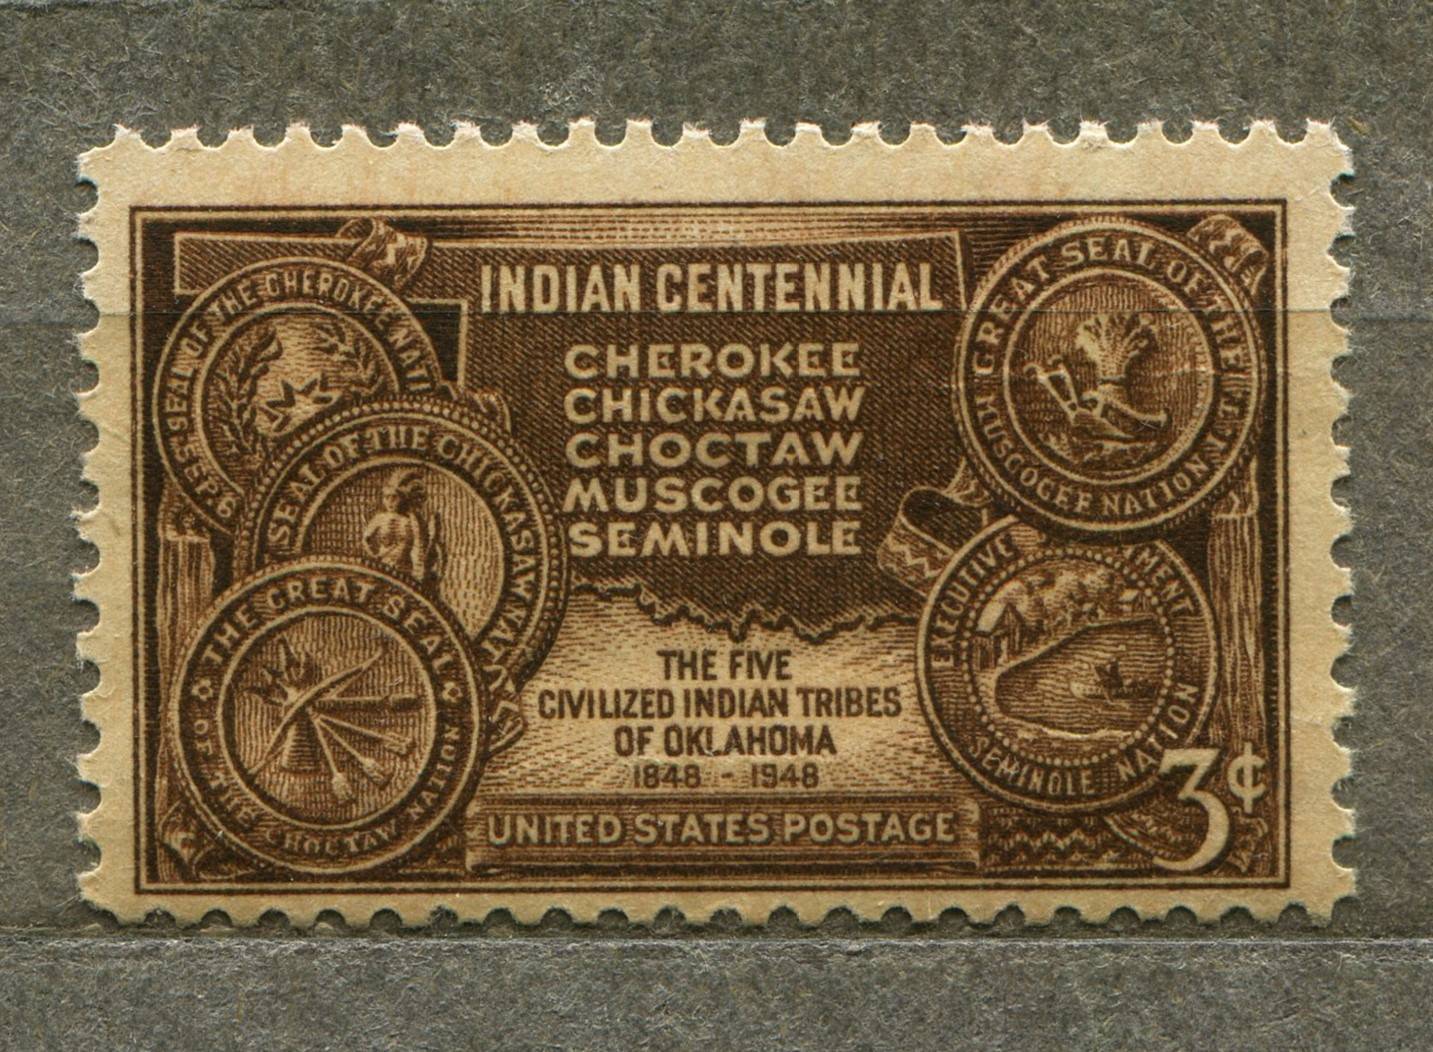 INDIAN CENTENNIAL
CHEROKEE
CHICKASAW
CHOCTAW
MUSCOGEE
SEMINOLE
THE FIVE
CIVILIZED INDIAN TRIBES
OF OKLAHOMA
1848 - 1948
UNITED STATES POSTAGE
3¢
SEAL OF THE CHEROKEE NATI
SEPT. 6
SEAL OF THE CHICKASAW NAT
THE GREAT SEAL
OF THE CHOCTAW NATION
GREAT SEAL OF THE I.T.
MUSCOGEE NATION
EXECUTIVE MENT
SEMINOLE NATION